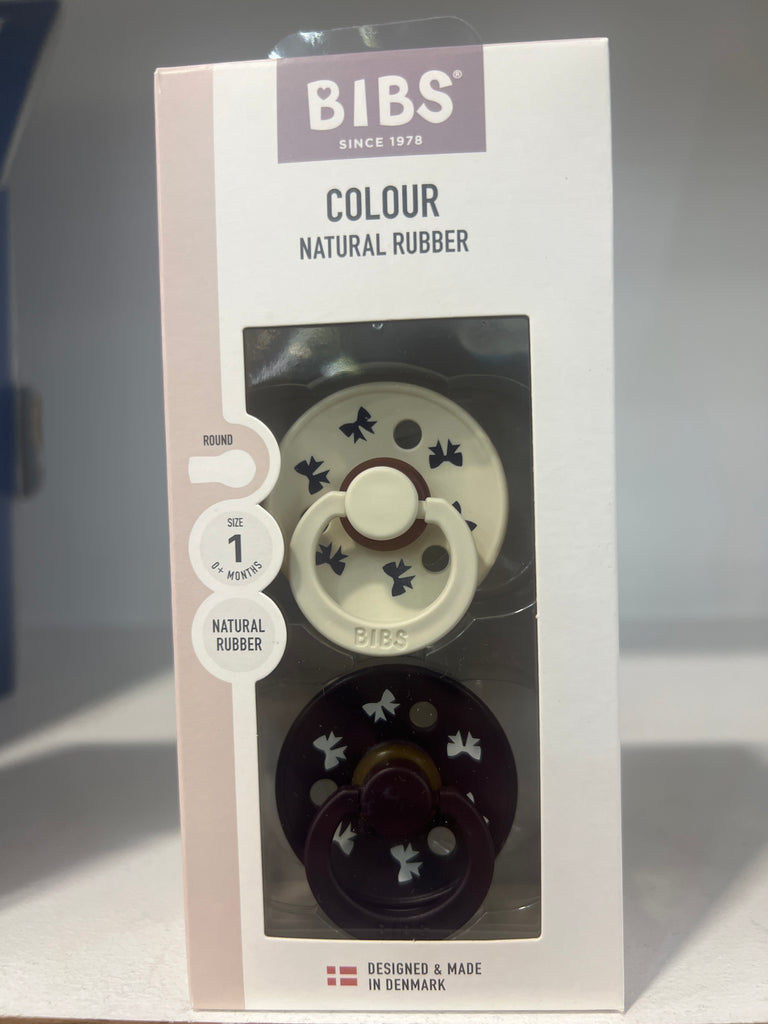 BIBS®
SINCE 1978
COLOUR
NATURAL RUBBER
ROUND
SIZE
1
0+ MONTHS
NATURAL
RUBBER
BIBS
DESIGNED & MADE
IN DENMARK